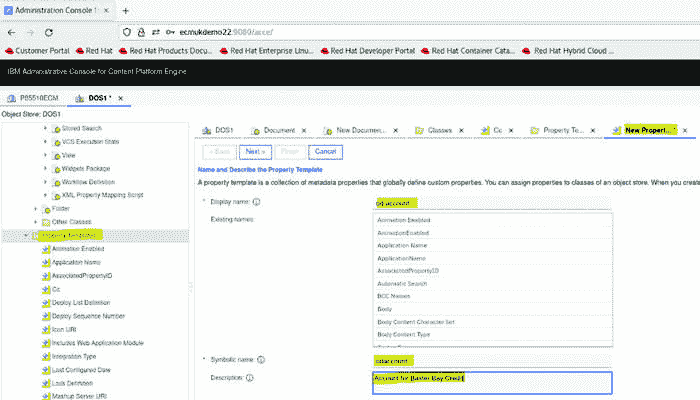 Administration Console
ecmukdemo22:9080/acce/
Customer Portal
Red Hat
Red Hat Products Docu...
Red Hat Enterprise Linu...
Red Hat Developer Portal
Red Hat Container Cata...
Red Hat Hybrid Cloud ...
IBM Administrative Console for Content Platform Engine
P85510ECM
DOS1 *
Object Store: DOS1
Stored Search
VCS Execution State
View
Widgets Package
Workflow Definition
XML Property Mapping Script
Folder
Other Classes
Animation Enabled
Application Name
AssociatedPropertyID
Cc
Deploy List Definition
Deploy Sequence Number
Icon URI
Includes Web Application Module
Integration Type
Last Configured Date
Lock Definition
Mashup Server URI
DOS1
Document
New Documen...
Classes
Cc
Property Te...
New Properti... *
< Back
Next >
Finish
Cancel
Name and Describe the Property Template
A property template is a collection of metadata properties that globally define custom properties. You can assign properties to classes of an object store. When you create
* Display name:
Existing names:
Animation Enabled
AnimationEnabled
Application Name
ApplicationName
AssociatedPropertyID
Automatic Search
BCC Names
Body
Body Content Character Set
Body Content Type
* Symbolic name:
Description:
Account for